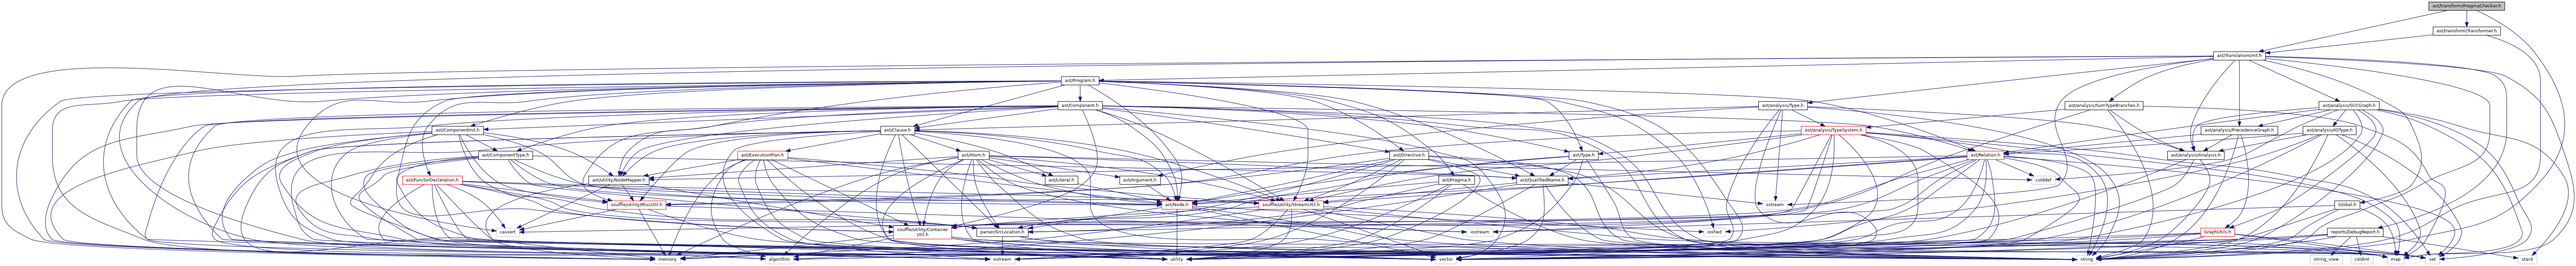 ast/transform/PragmaChecker.h
ast/transform/Transformer.h
ast/TranslationUnit.h
ast/Program.h
ast/Component.h
ast/analysis/Type.h
ast/analysis/SumTypeBranches.h
ast/analysis/SCCGraph.h
ast/ComponentInit.h
ast/Clause.h
ast/analysis/TypeSystem.h
ast/analysis/PrecedenceGraph.h
ast/analysis/IOType.h
ast/ComponentType.h
ast/ExecutionPlan.h
ast/Atom.h
ast/Directive.h
ast/Type.h
ast/Relation.h
ast/analysis/Analysis.h
ast/FunctorDeclaration.h
ast/utility/NodeMapper.h
ast/Literal.h
ast/Argument.h
ast/Pragma.h
ast/QualifiedName.h
cstddef
souffle/utility/MiscUtil.h
ast/Node.h
souffle/utility/StreamUtil.h
sstream
Global.h
cassert
souffle/utility/Container
Util.h
parser/SrcLocation.h
iostream
iosfwd
GraphUtils.h
reports/DebugReport.h
memory
algorithm
ostream
utility
vector
string
string_view
cstdint
map
set
stack